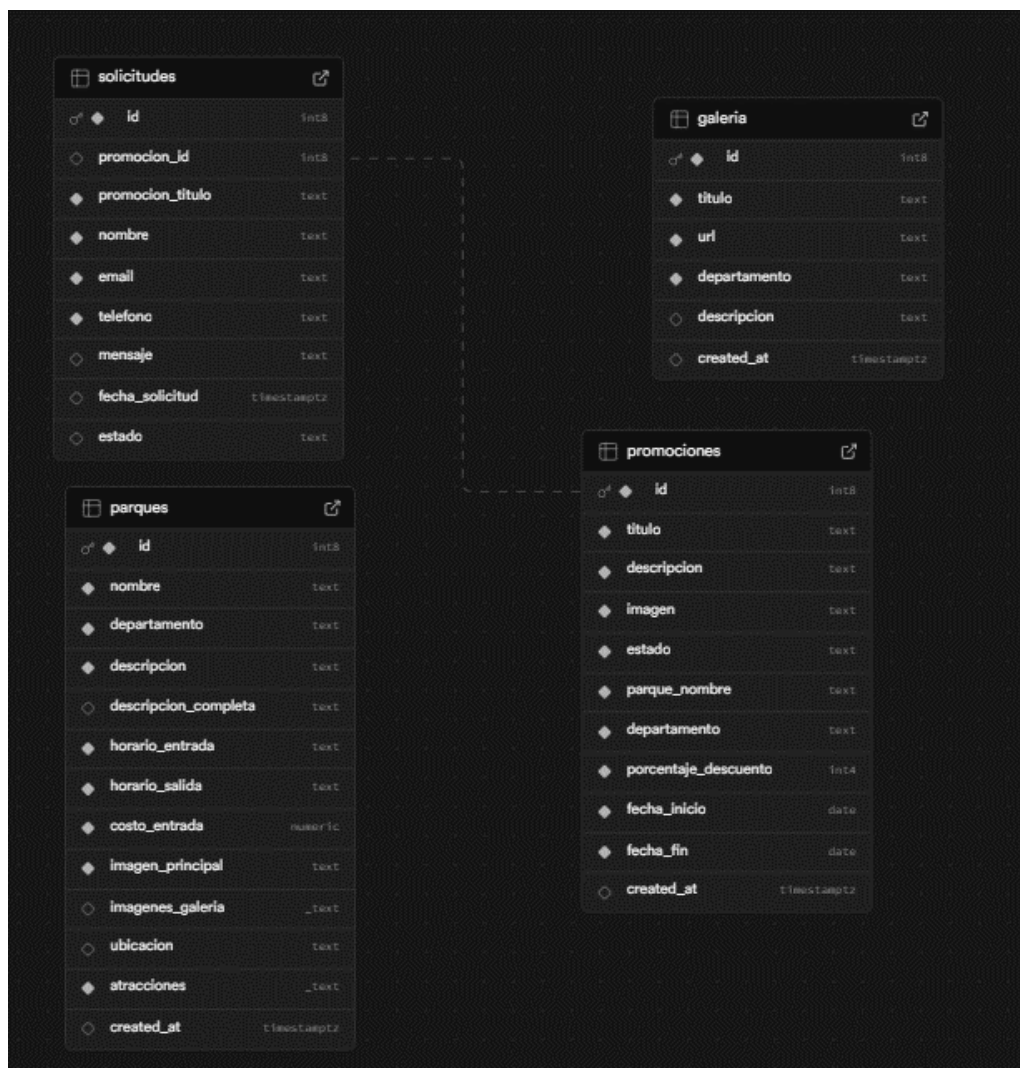 solicitudes
id int8
promocion_id int8
promocion_titulo text
nombre text
email text
telefono text
mensaje text
fecha_solicitud timestamptz
estado text
galeria
id int8
titulo text
url text
departamento text
descripcion text
created_at timestamptz
parques
id int8
nombre text
departamento text
descripcion text
descripcion_completa text
horario_entrada text
horario_salida text
costo_entrada numeric
imagen_principal text
imagenes_galeria _text
ubicacion text
atracciones _text
created_at timestamptz
promociones
id int8
titulo text
descripcion text
imagen text
estado text
parque_nombre text
departamento text
porcentaje_descuento int4
fecha_inicio date
fecha_fin date
created_at timestamptz